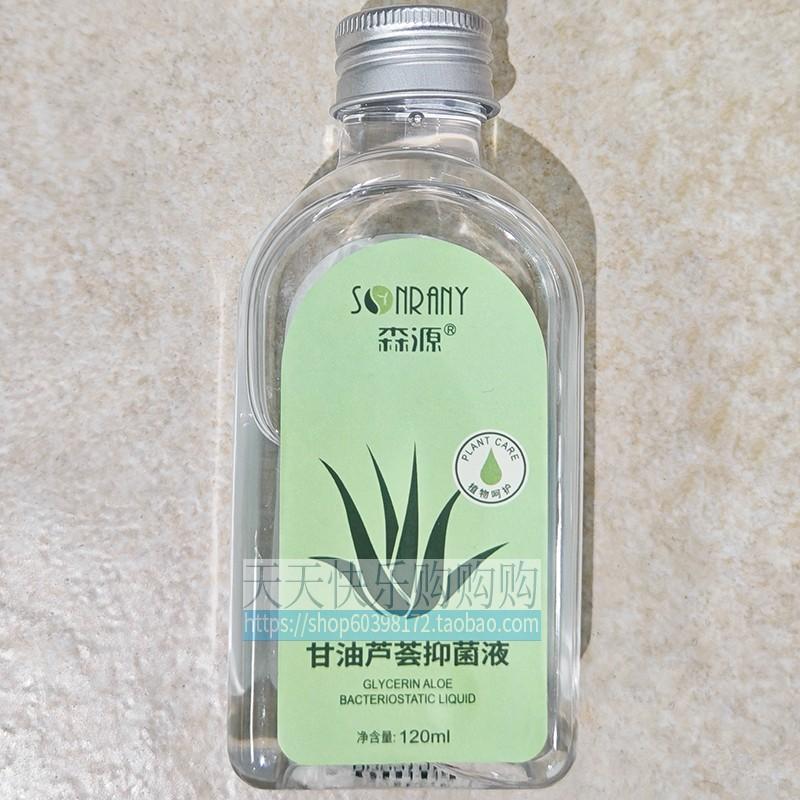 SONRANY
森源®
PLANT CARE
植物呵护
天天快乐购购购
https://shop60398172.taobao.com
甘油芦荟抑菌液
GLYCERIN ALOE
BACTERIOSTATIC LIQUID
净含量: 120ml